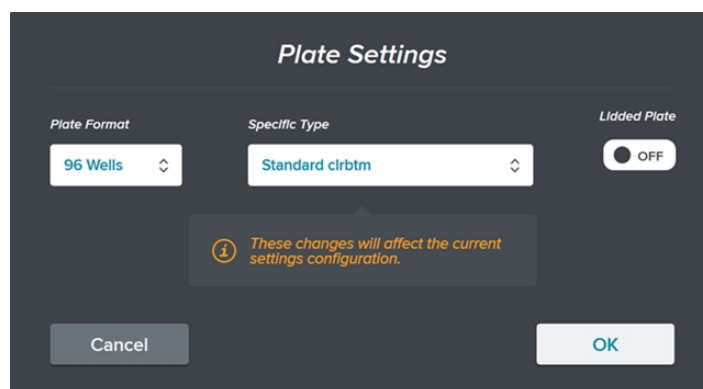 Plate Settings
Plate Format
Specific Type
Lidded Plate
96 Wells
Standard clrbtm
OFF
These changes will affect the current
settings configuration.
Cancel
OK